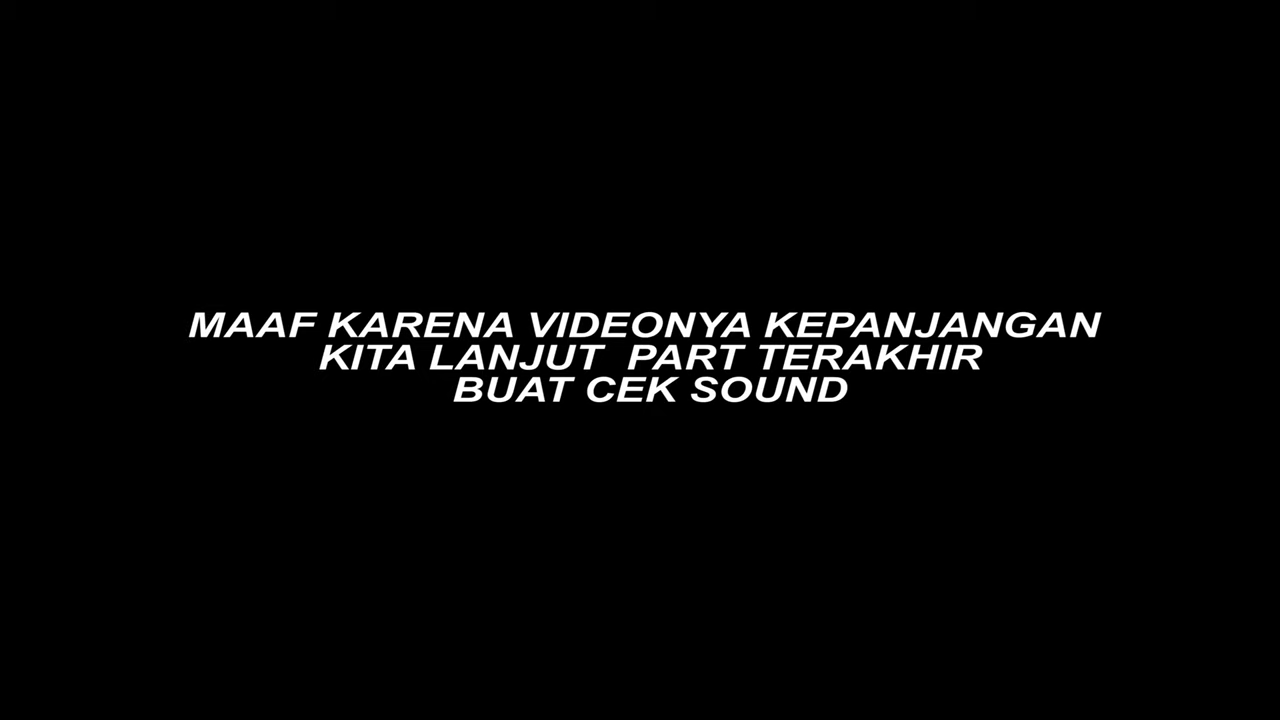 MAAF KARENA VIDEONYA KEPANJANGAN
KITA LANJUT PART TERAKHIR
BUAT CEK SOUND